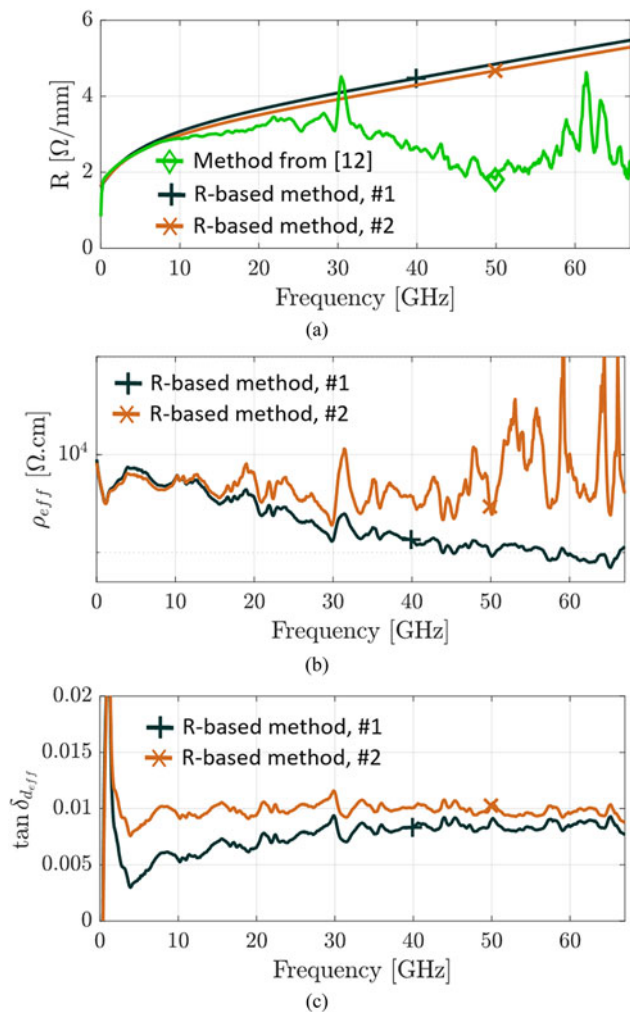 6
4
2
0
R [Ω/mm]
Method from [12]
R-based method, #1
R-based method, #2
0 10 20 30 40 50 60
Frequency [GHz]
(a)
R-based method, #1
R-based method, #2
10⁴
ρ_eff [Ω.cm]
0 10 20 30 40 50 60
Frequency [GHz]
(b)
0.02
0.015
0.01
0.005
0
tan δ_d_eff
R-based method, #1
R-based method, #2
0 10 20 30 40 50 60
Frequency [GHz]
(c)